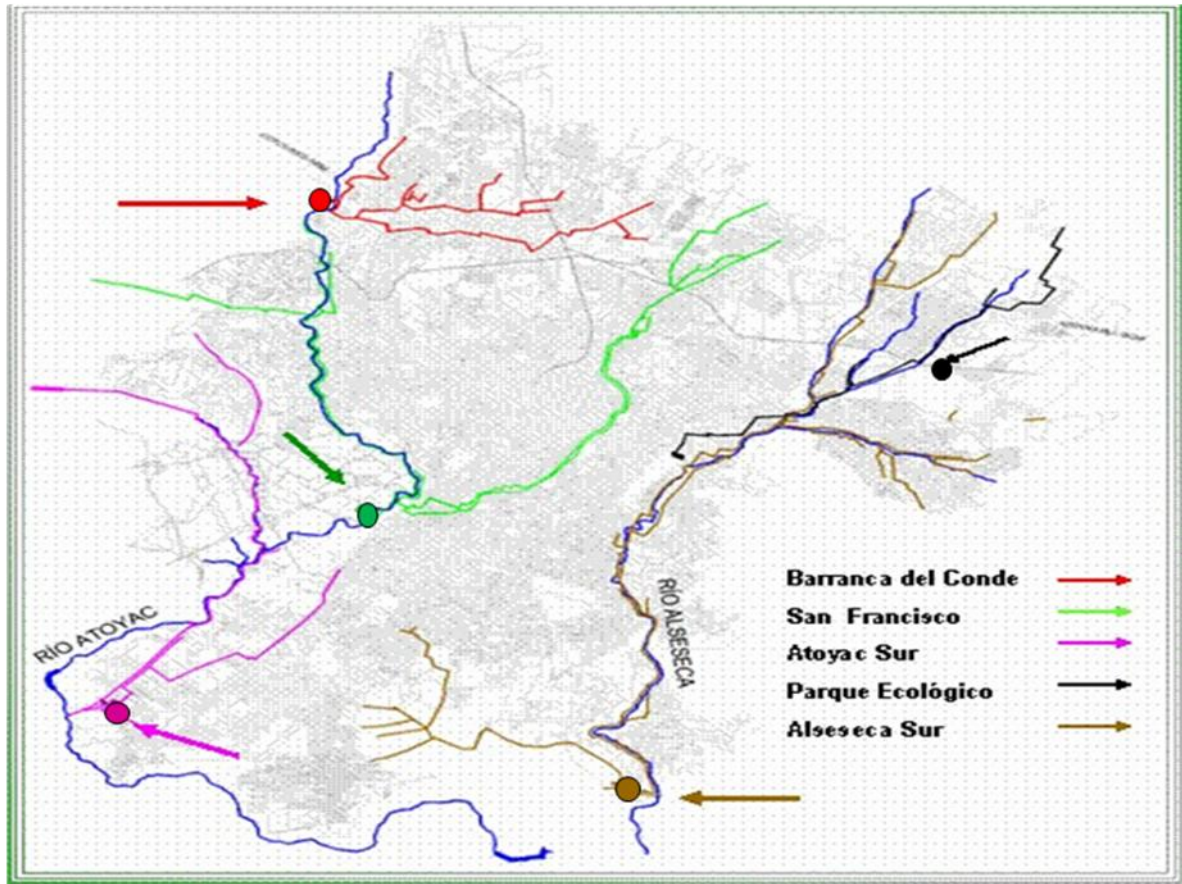 RÍO ATOYAC
RÍO ALSESECA
Barranca del Conde
San Francisco
Atoyac Sur
Parque Ecológico
Alseseca Sur